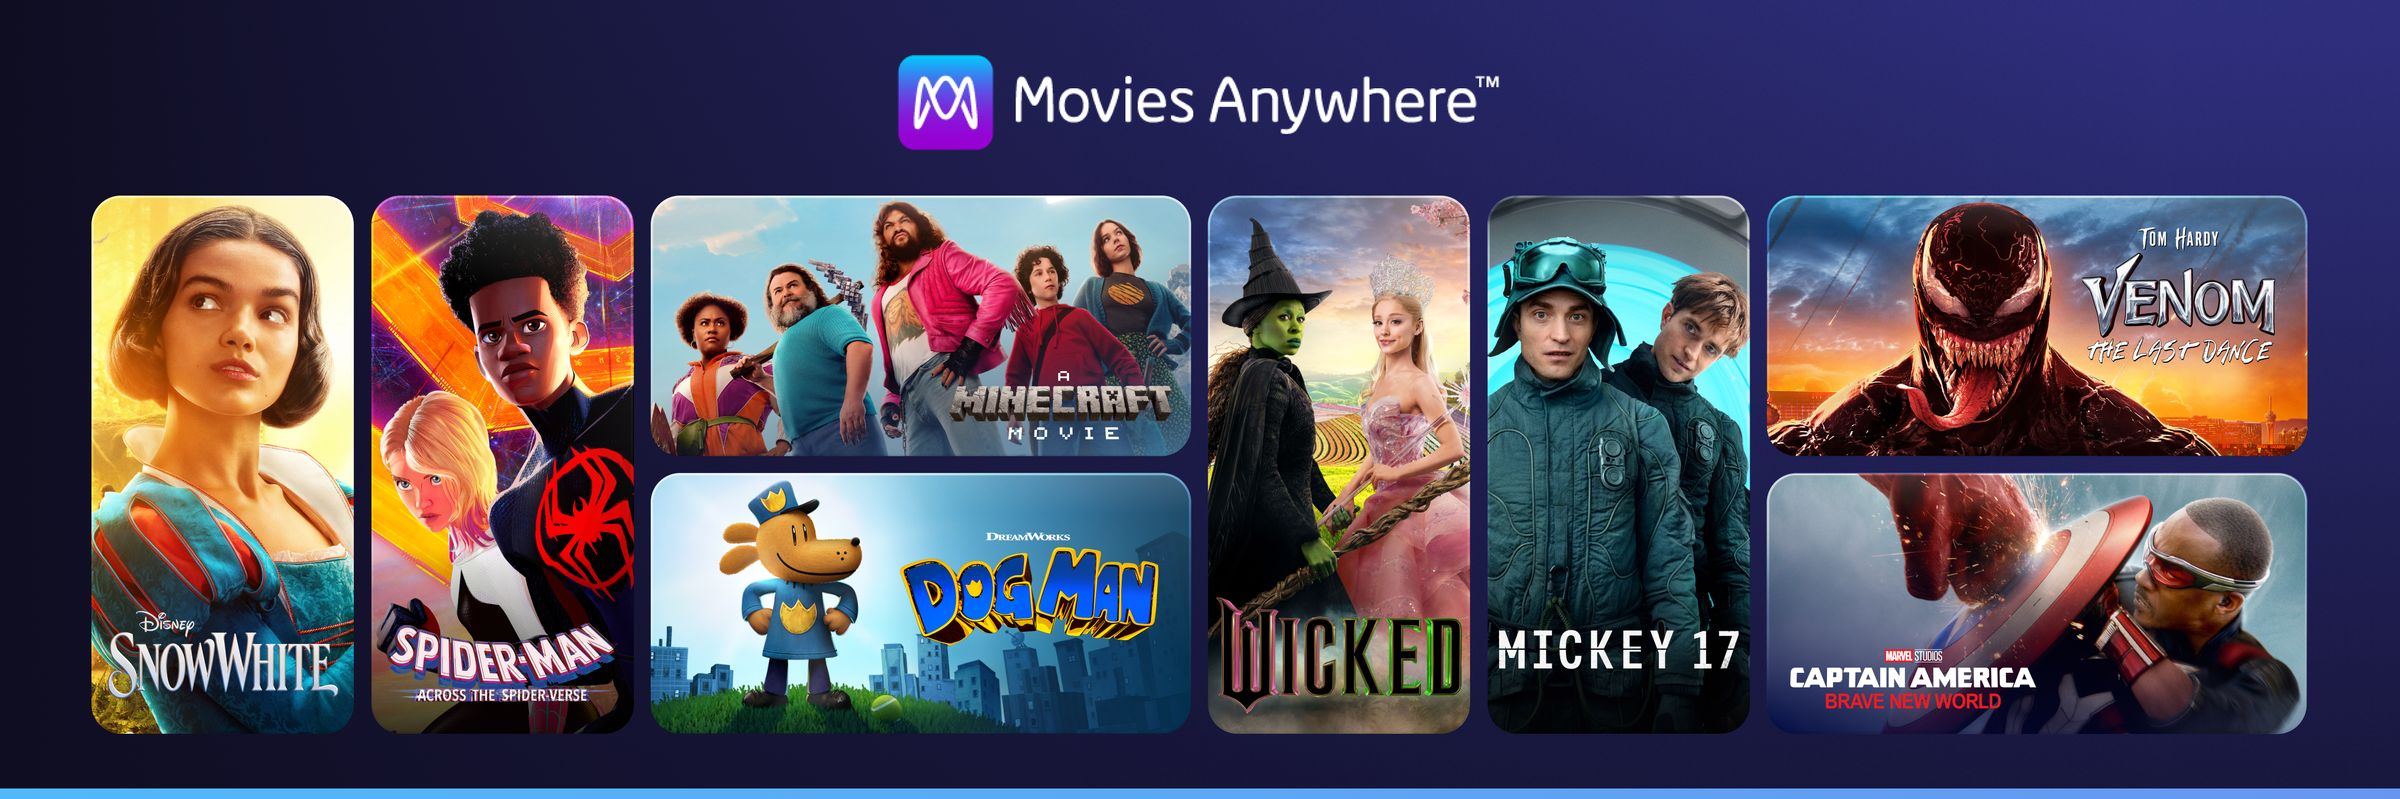 Movies Anywhere™
DISNEY
SNOW WHITE
SPIDER-MAN
ACROSS THE SPIDER-VERSE
A
MINECRAFT
MOVIE
DREAMWORKS
DOG MAN
WICKED
MICKEY 17
TOM HARDY
VENOM
THE LAST DANCE
MARVEL STUDIOS
CAPTAIN AMERICA
BRAVE NEW WORLD